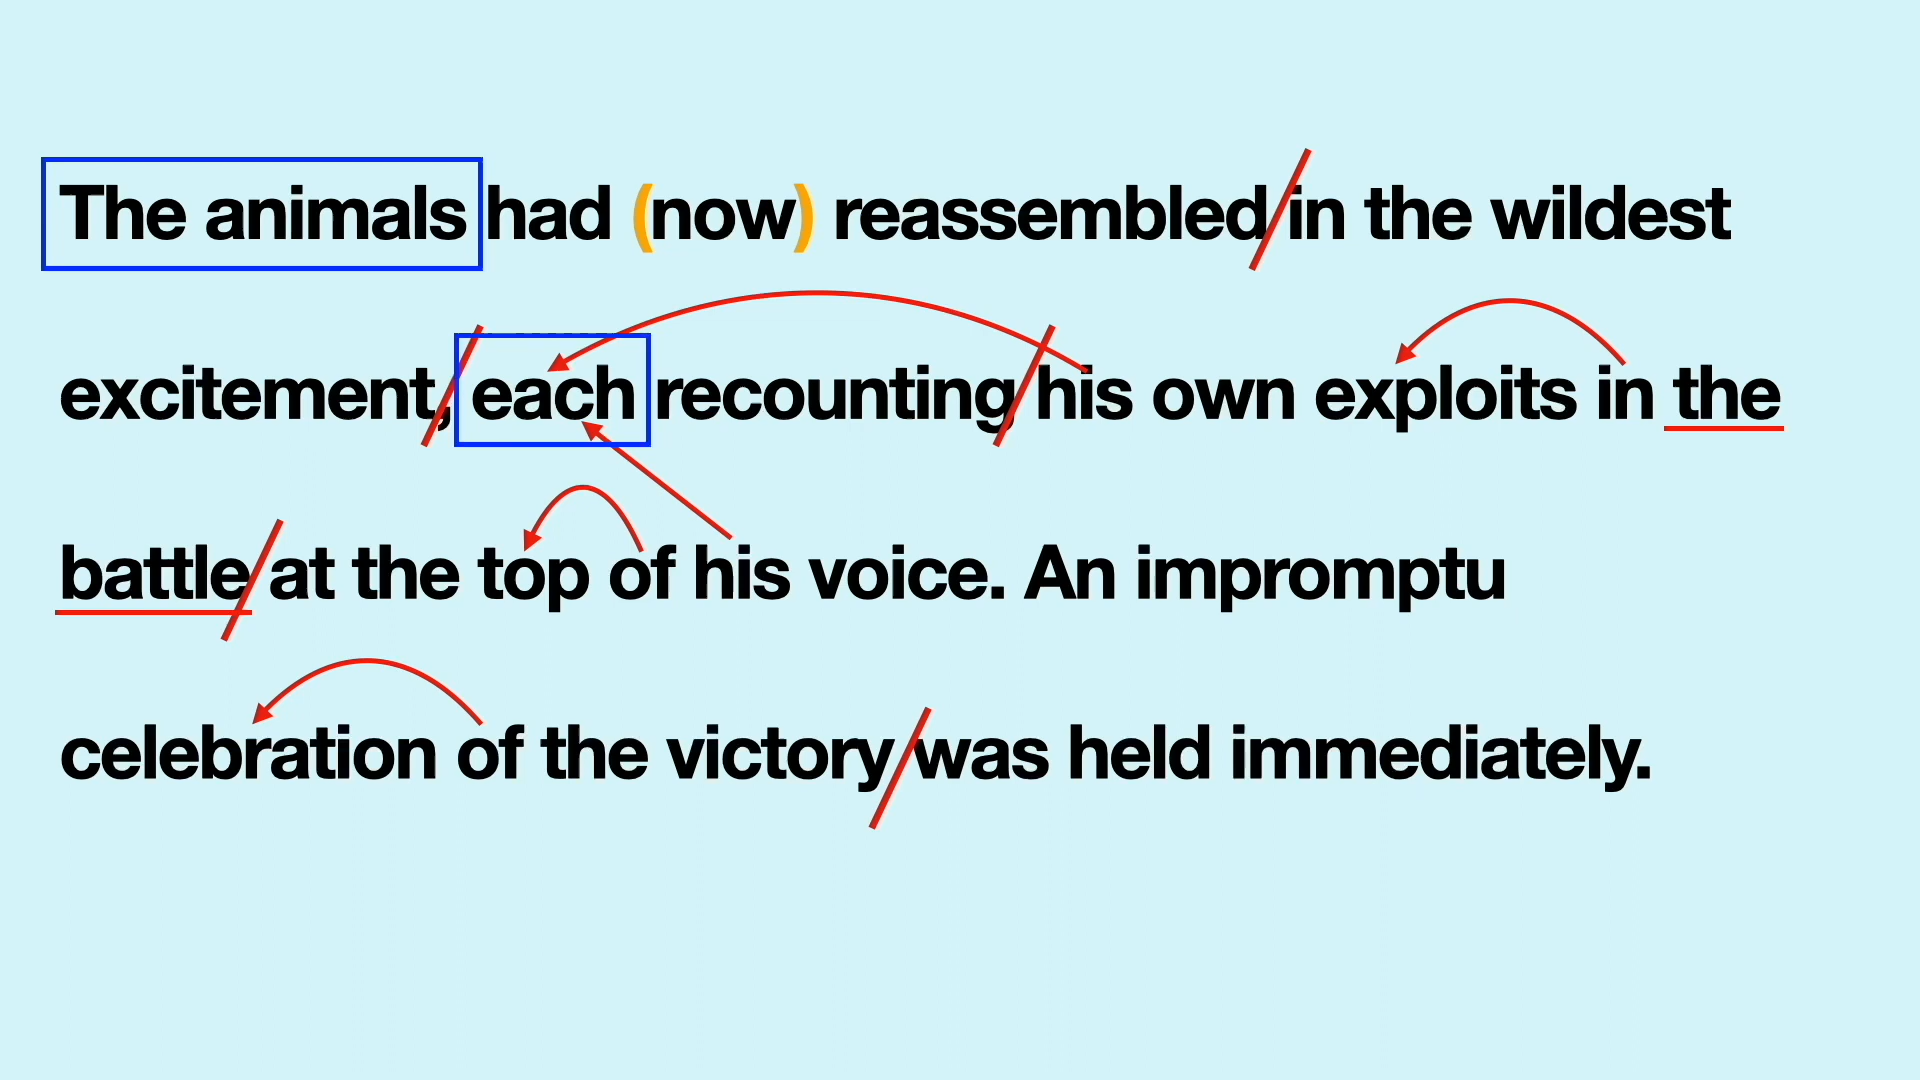 The animals had (now) reassembled in the wildest
excitement, each recounting his own exploits in the
battle at the top of his voice. An impromptu
celebration of the victory was held immediately.